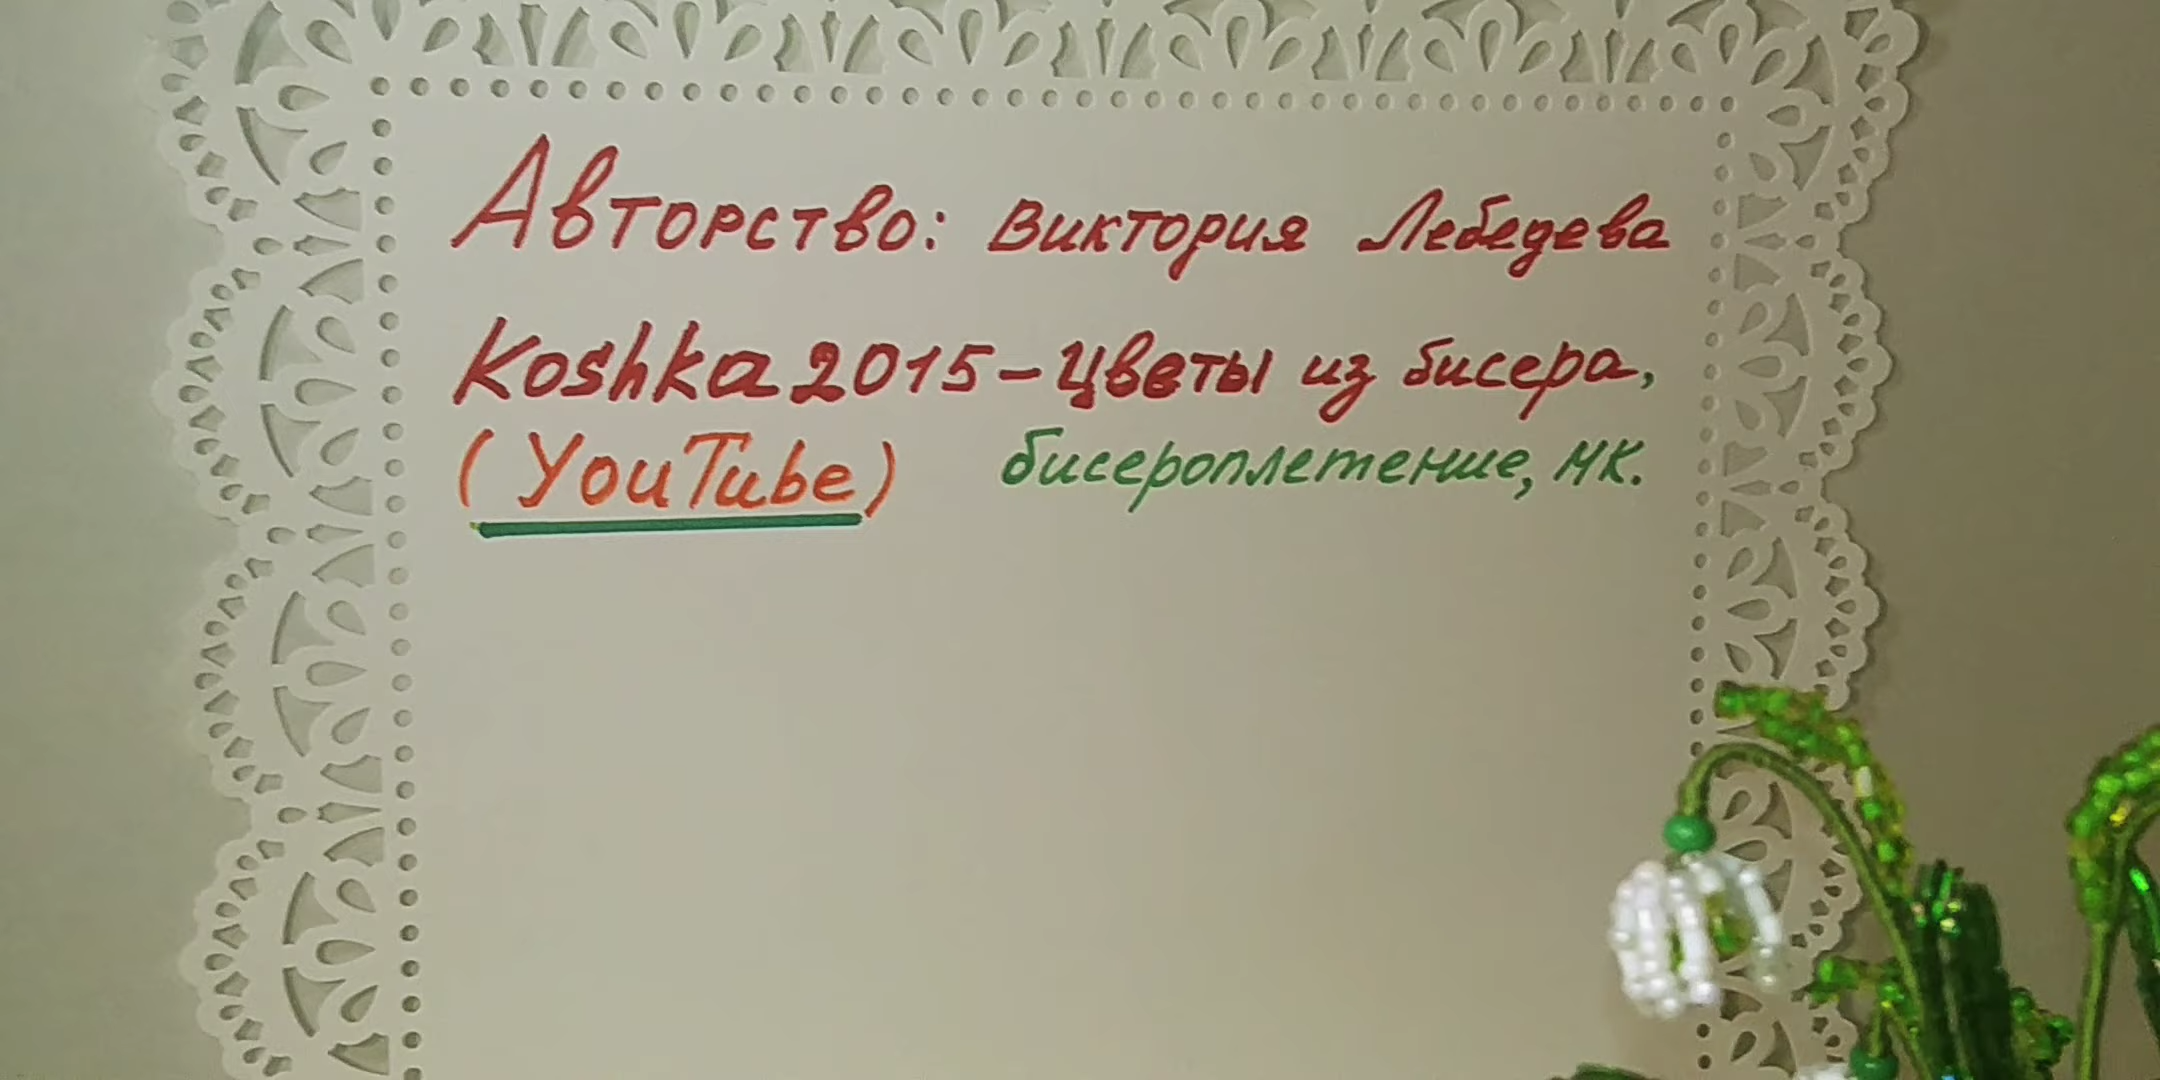 Авторство: Виктория Лебедева
Koshka2015-Цветы из бисера,
(YouTube) бисероплетение, МК.